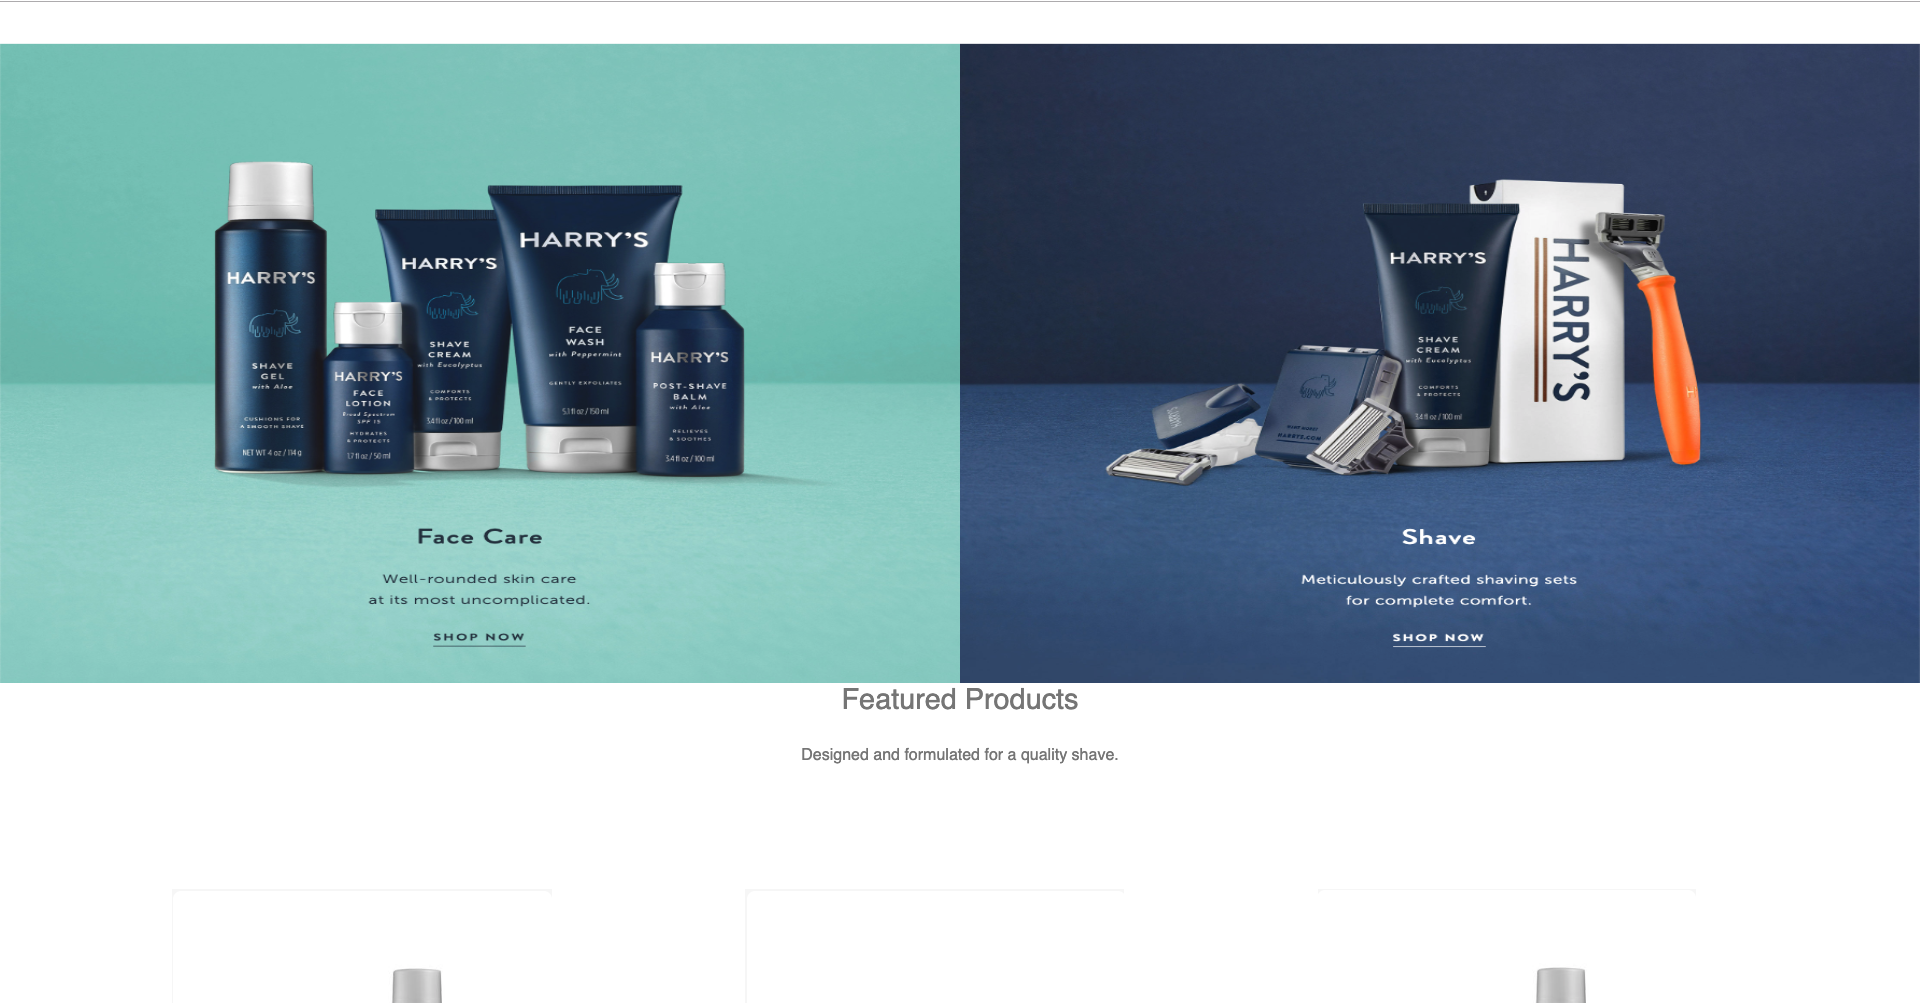 HARRY'S
SHAVE
GEL
with Aloe
CUSHIONS FOR
A SMOOTH SHAVE
NET WT 4 oz / 114 g
HARRY'S
FACE
LOTION
Broad Spectrum
SPF 15
HYDRATES
& PROTECTS
1.7 fl oz / 50 ml
HARRY'S
SHAVE
CREAM
with Eucalyptus
COMFORTS
& PROTECTS
3.4 fl oz / 100 ml
HARRY'S
FACE
WASH
with Peppermint
GENTLY EXFOLIATES
5.1 fl oz / 150 ml
HARRY'S
POST-SHAVE
BALM
with Aloe
RELIEVES
& SOOTHES
3.4 fl oz / 100 ml
Face Care
Well-rounded skin care
at its most uncomplicated.
SHOP NOW
HARRYS.COM
HARRY'S
SHAVE
CREAM
with Eucalyptus
COMFORTS
& PROTECTS
3.4 fl oz / 100 ml
HARRY'S
H
Shave
Meticulously crafted shaving sets
for complete comfort.
SHOP NOW
Featured Products
Designed and formulated for a quality shave.